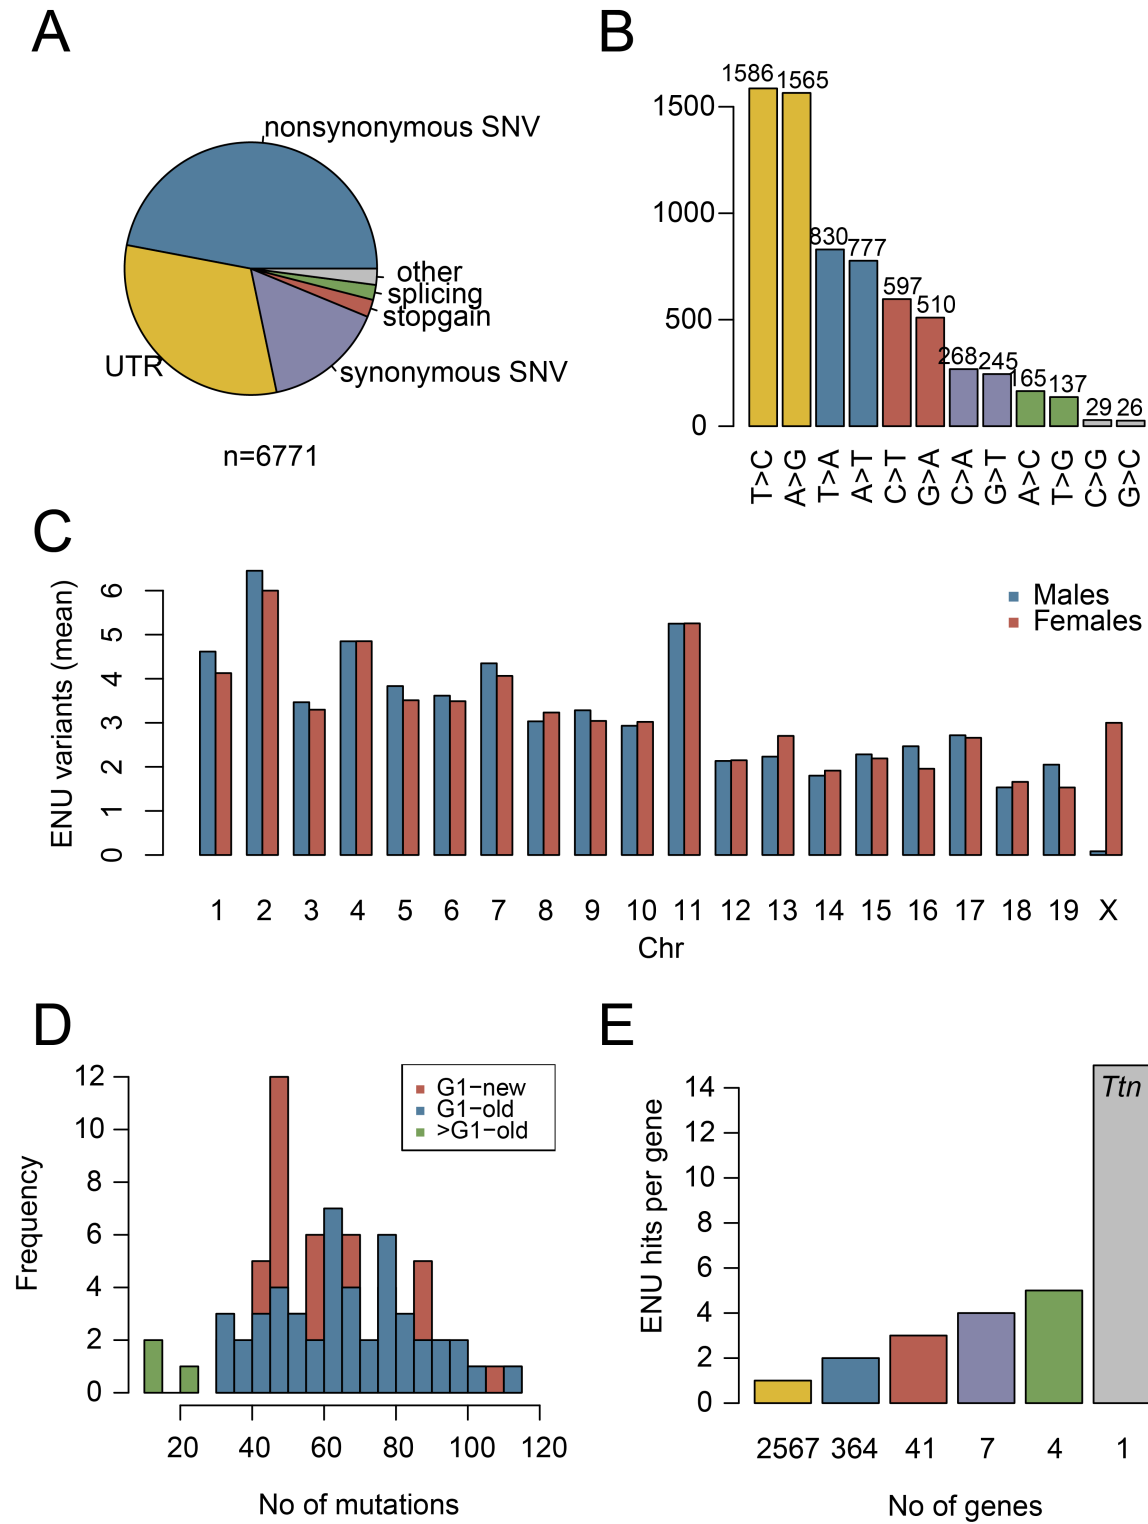 A
nonsynonymous SNV
other
splicing
stopgain
UTR
synonymous SNV
n=6771
B
1500
1000
500
0
1586
1565
830
777
597
510
268
245
165
137
29
26
T>C
A>G
T>A
A>T
C>T
G>A
C>A
G>T
A>C
T>G
C>G
G>C
C
ENU variants (mean)
6
5
4
3
2
1
0
Males
Females
1 2 3 4 5 6 7 8 9 10 11 12 13 14 15 16 17 18 19 X
Chr
D
Frequency
12
10
8
6
4
2
0
G1−new
G1−old
>G1−old
20 40 60 80 100 120
No of mutations
E
ENU hits per gene
14
12
10
8
6
4
2
0
Ttn
2567 364 41 7 4 1
No of genes